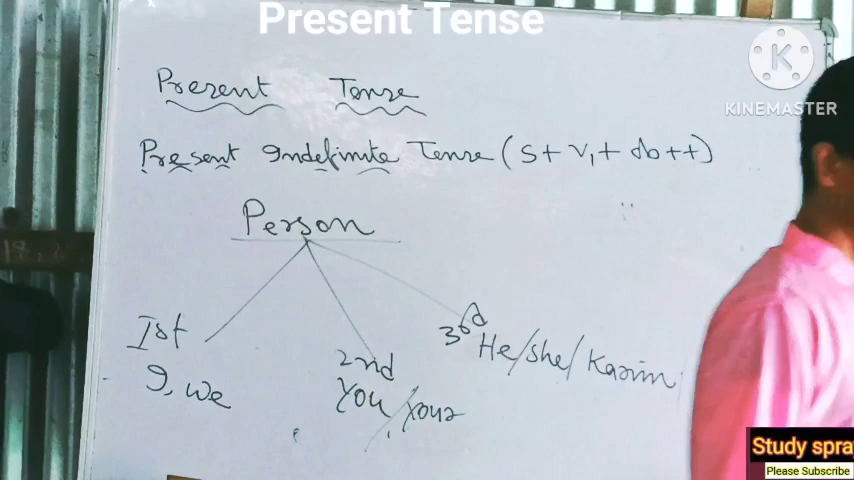 Present Tense
KINEMASTER
Present Tense
Present Indefinite Tense (S+ V1 + ob + t)
Person
1st
I, we
2nd
You/Your
3rd
He/She/Karim
Study spra
Please Subscribe